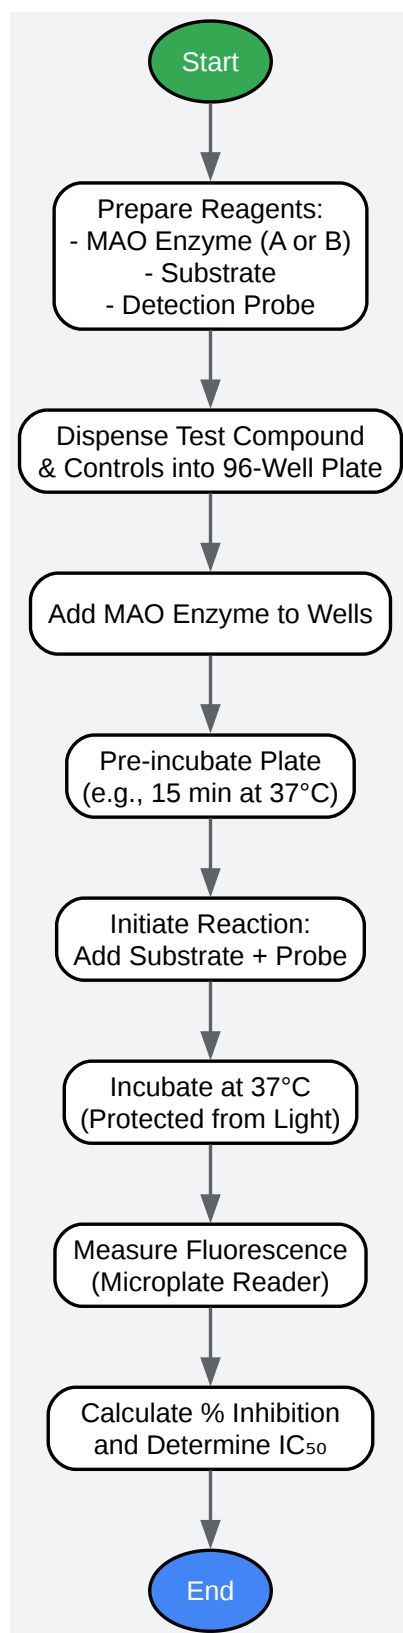 Start
Prepare Reagents:
- MAO Enzyme (A or B)
- Substrate
- Detection Probe
Dispense Test Compound
& Controls into 96-Well Plate
Add MAO Enzyme to Wells
Pre-incubate Plate
(e.g., 15 min at 37°C)
Initiate Reaction:
Add Substrate + Probe
Incubate at 37°C
(Protected from Light)
Measure Fluorescence
(Microplate Reader)
Calculate % Inhibition
and Determine IC₅₀
End